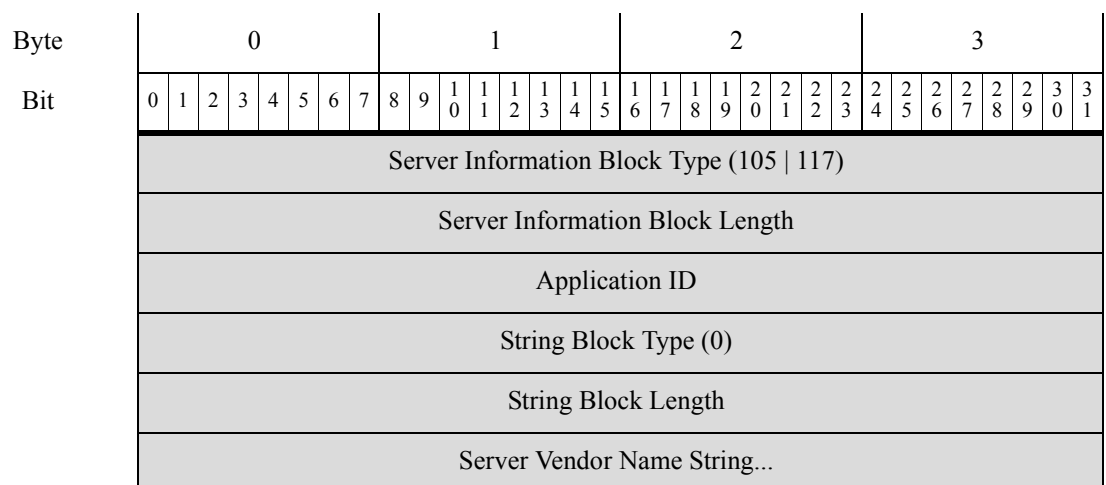 Byte 0 1 2 3
Bit 0 1 2 3 4 5 6 7 8 9 10 11 12 13 14 15 16 17 18 19 20 21 22 23 24 25 26 27 28 29 30 31
Server Information Block Type (105 | 117)
Server Information Block Length
Application ID
String Block Type (0)
String Block Length
Server Vendor Name String...